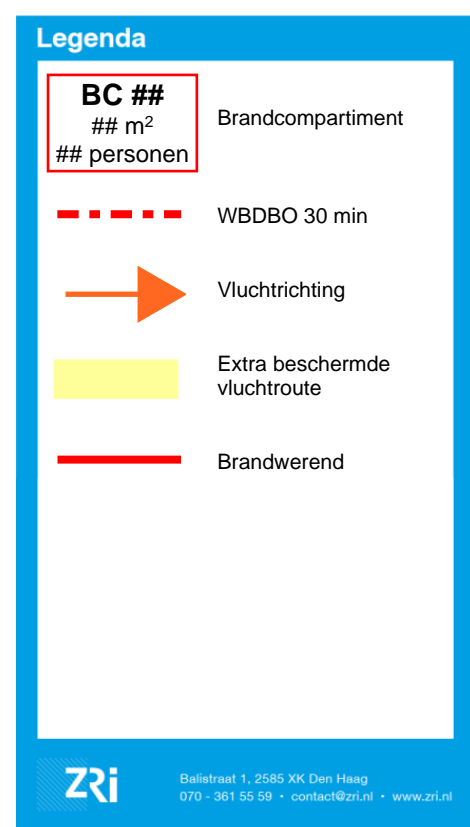 Legenda
BC ##
## m²
## personen
Brandcompartiment
WBDBO 30 min
Vluchtrichting
Extra beschermde
vluchtroute
Brandwerend
ZRi
Balistraat 1, 2585 XK Den Haag
070 - 361 55 59 • contact@zri.nl • www.zri.nl